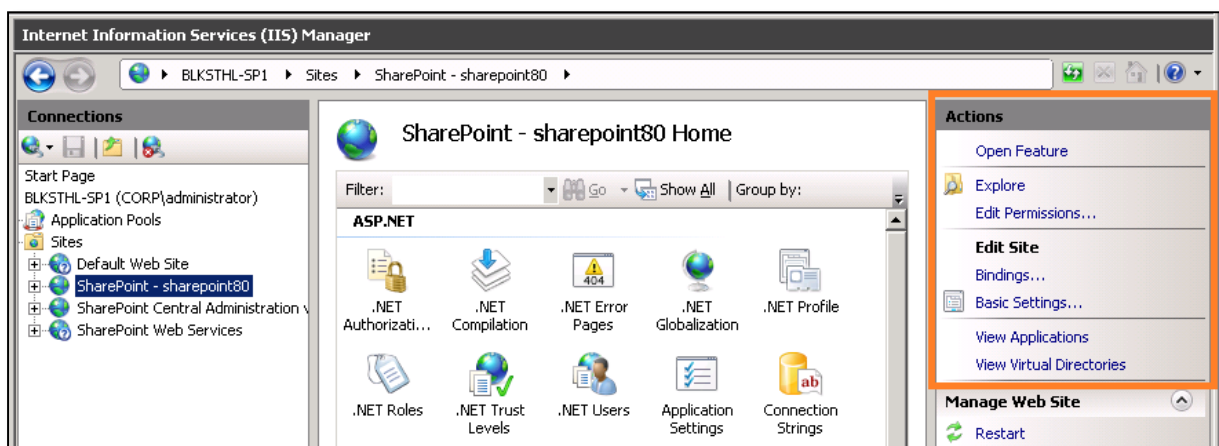 Internet Information Services (IIS) Manager
BLKSTHL-SP1 Sites SharePoint - sharepoint80
Connections
Start Page
BLKSTHL-SP1 (CORP\administrator)
Application Pools
Sites
Default Web Site
SharePoint - sharepoint80
SharePoint Central Administration v
SharePoint Web Services
SharePoint - sharepoint80 Home
Filter: Go Show All Group by:
ASP.NET
.NET Authorizati...
.NET Compilation
404
.NET Error Pages
.NET Globalization
.NET Profile
.NET Roles
.NET Trust Levels
.NET Users
Application Settings
ab
Connection Strings
Actions
Open Feature
Explore
Edit Permissions...
Edit Site
Bindings...
Basic Settings...
View Applications
View Virtual Directories
Manage Web Site
Restart